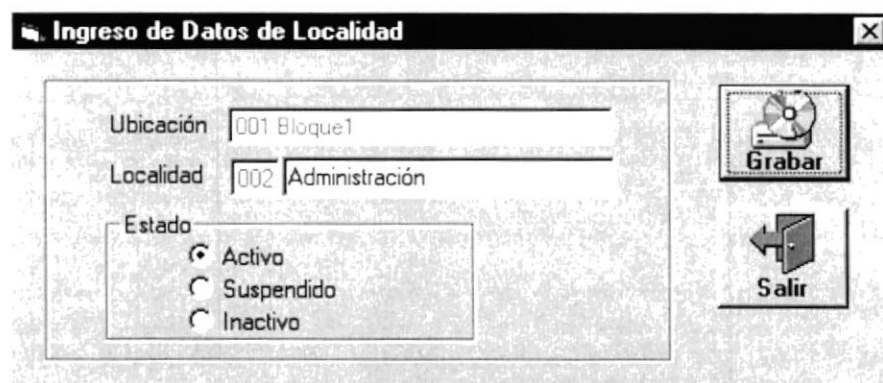 Ingreso de Datos de Localidad
Ubicación 001 Bloque1
Localidad 002 Administración
Estado
Activo
Suspendido
Inactivo
Grabar
Salir